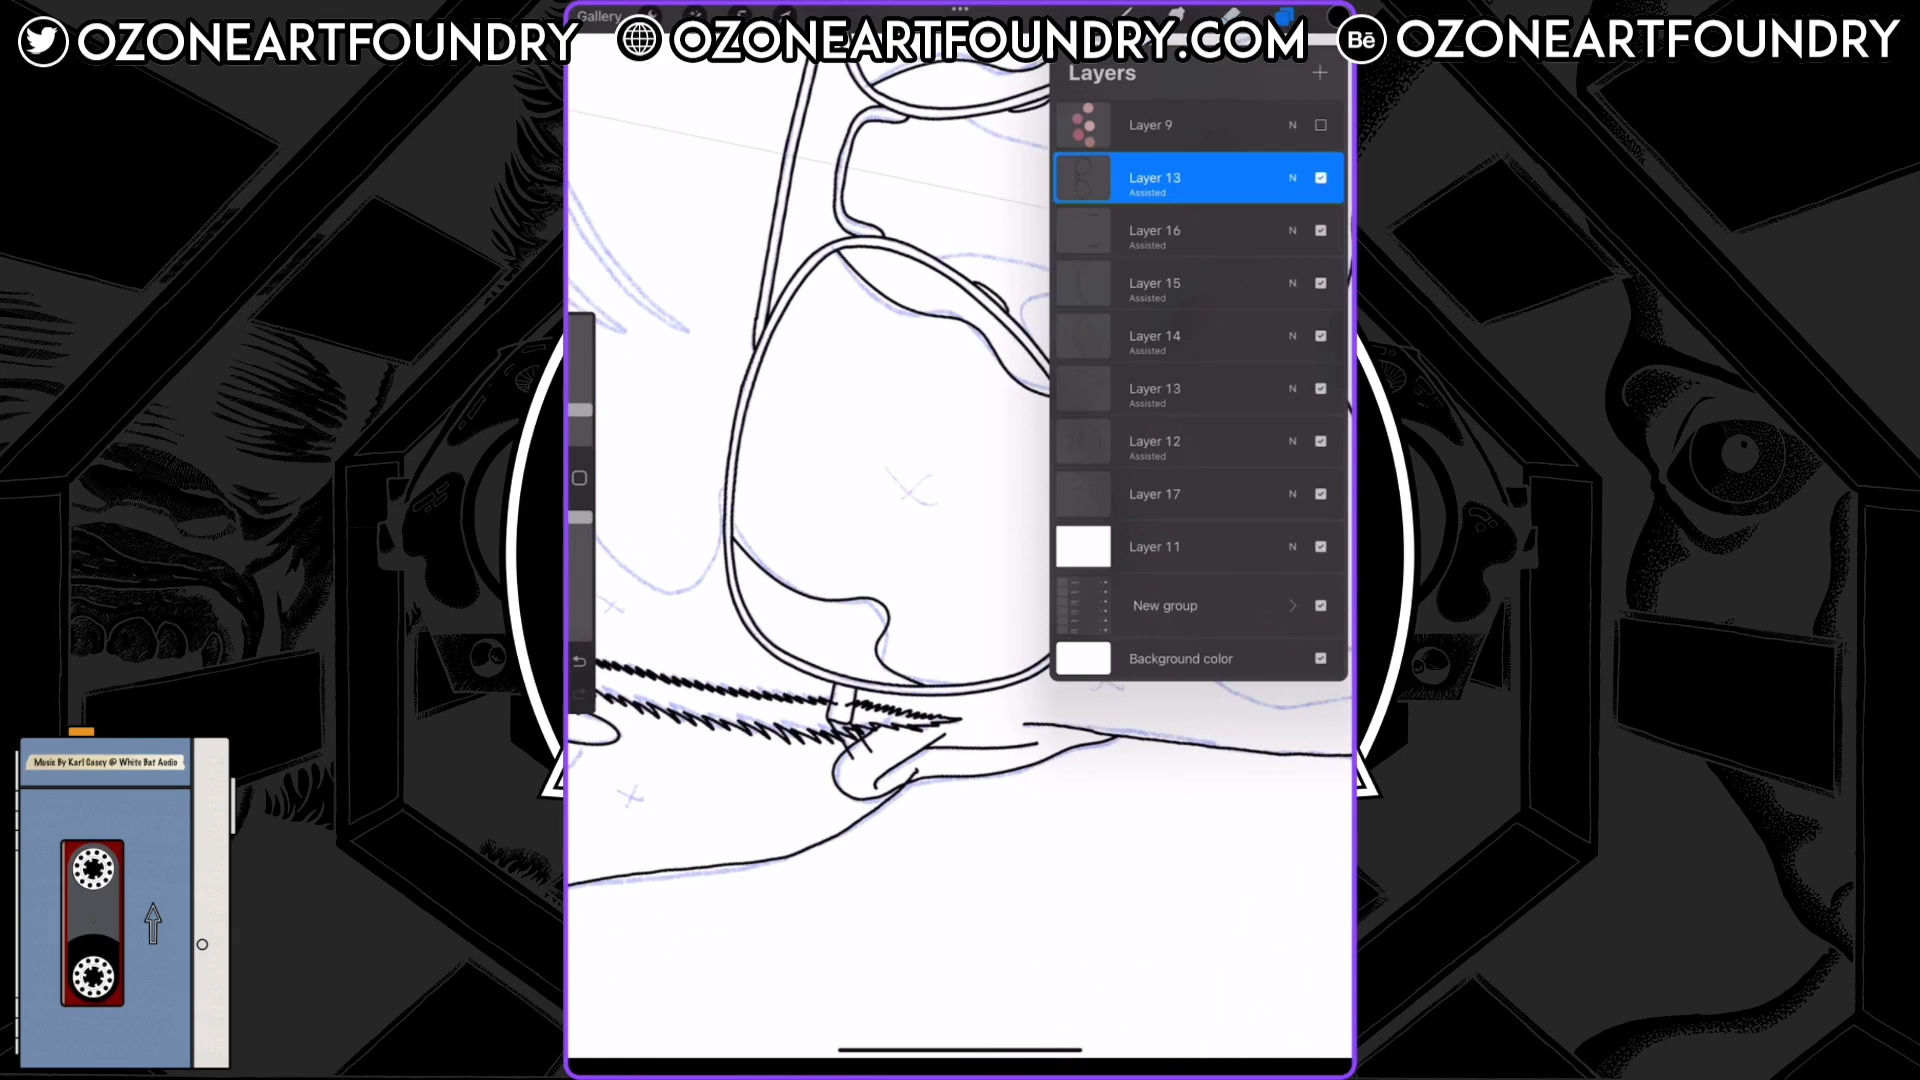 Gallery
OZONEARTFOUNDRY
OZONEARTFOUNDRY.COM
Bē OZONEARTFOUNDRY
Layers
Layer 9 N
Layer 13 N
Assisted
Layer 16 N
Assisted
Layer 15 N
Assisted
Layer 14 N
Assisted
Layer 13 N
Assisted
Layer 12 N
Assisted
Layer 17 N
Layer 11 N
New group
Background color
Music By Karl Casey @ White Bat Audio